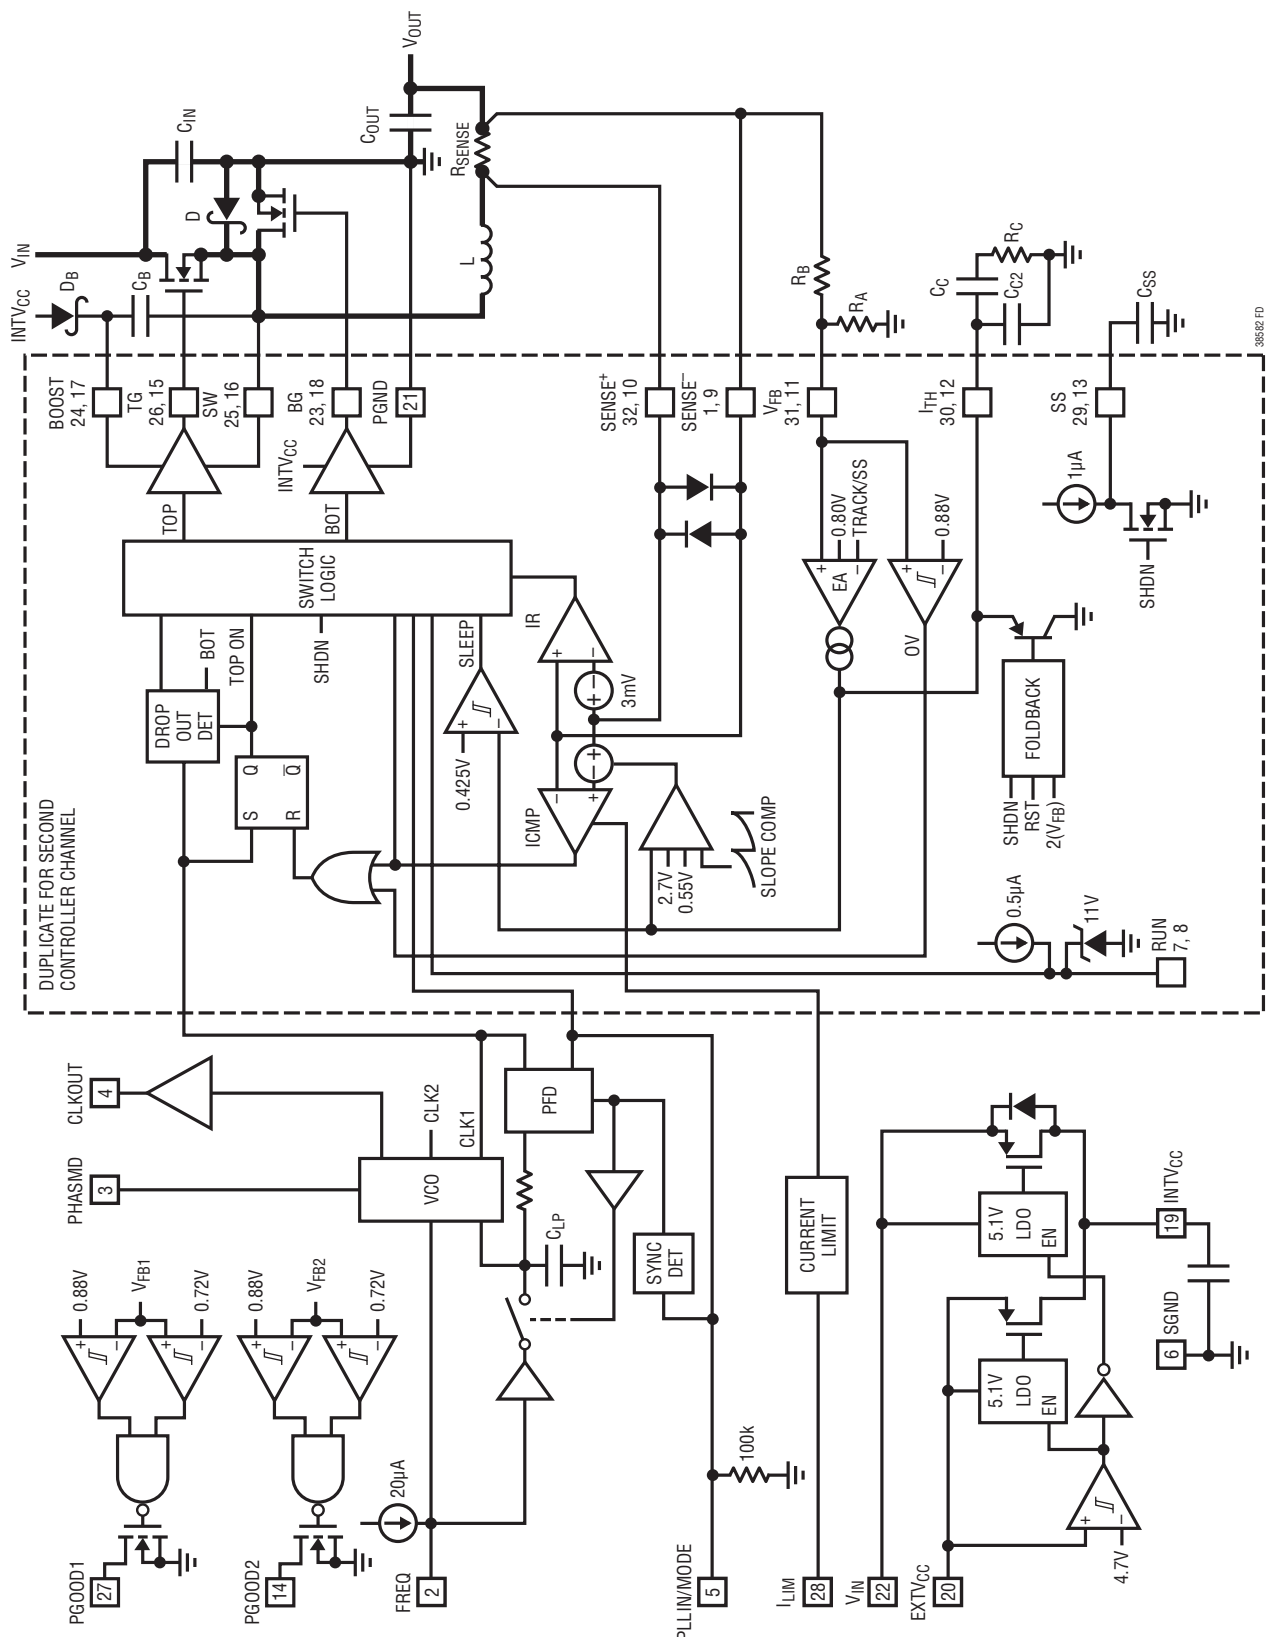 PGOOD1
27
0.88V
VFB1
0.72V
+
–
+
–
PGOOD2
14
0.88V
VFB2
0.72V
+
–
+
–
FREQ
2
20µA
PHASMD
3
CLKOUT
4
VCO
CLK2
CLK1
CLP
PFD
SYNC
DET
PLLIN/MODE
5
100k
ILIM
28
CURRENT
LIMIT
VIN
22
EXTVCC
20
4.7V
+
–
5.1V
LDO
EN
5.1V
LDO
EN
SGND
6
19
INTVCC
DUPLICATE FOR SECOND
CONTROLLER CHANNEL
DROP
OUT
DET
BOT
TOP ON
S
Q
R
Q
SHDN
SWITCH
LOGIC
TOP
BOT
INTVCC
BOOST
24, 17
TG
26, 15
SW
25, 16
BG
23, 18
PGND
21
INTVCC
DB
CB
VIN
D
CIN
COUT
VOUT
RSENSE
L
0.425V
+
–
SLEEP
ICMP
–
+
– +
IR
+
–
+ –
3mV
2.7V
0.55V
SLOPE COMP
SENSE+
32, 10
SENSE–
1, 9
VFB
31, 11
RB
RA
EA
+
–
0.80V
TRACK/SS
OV
+
–
0.88V
ITH
30, 12
CC
CC2
RC
SS
29, 13
CSS
1µA
SHDN
FOLDBACK
SHDN
RST
2(VFB)
0.5µA
11V
RUN
7, 8
38582 FD